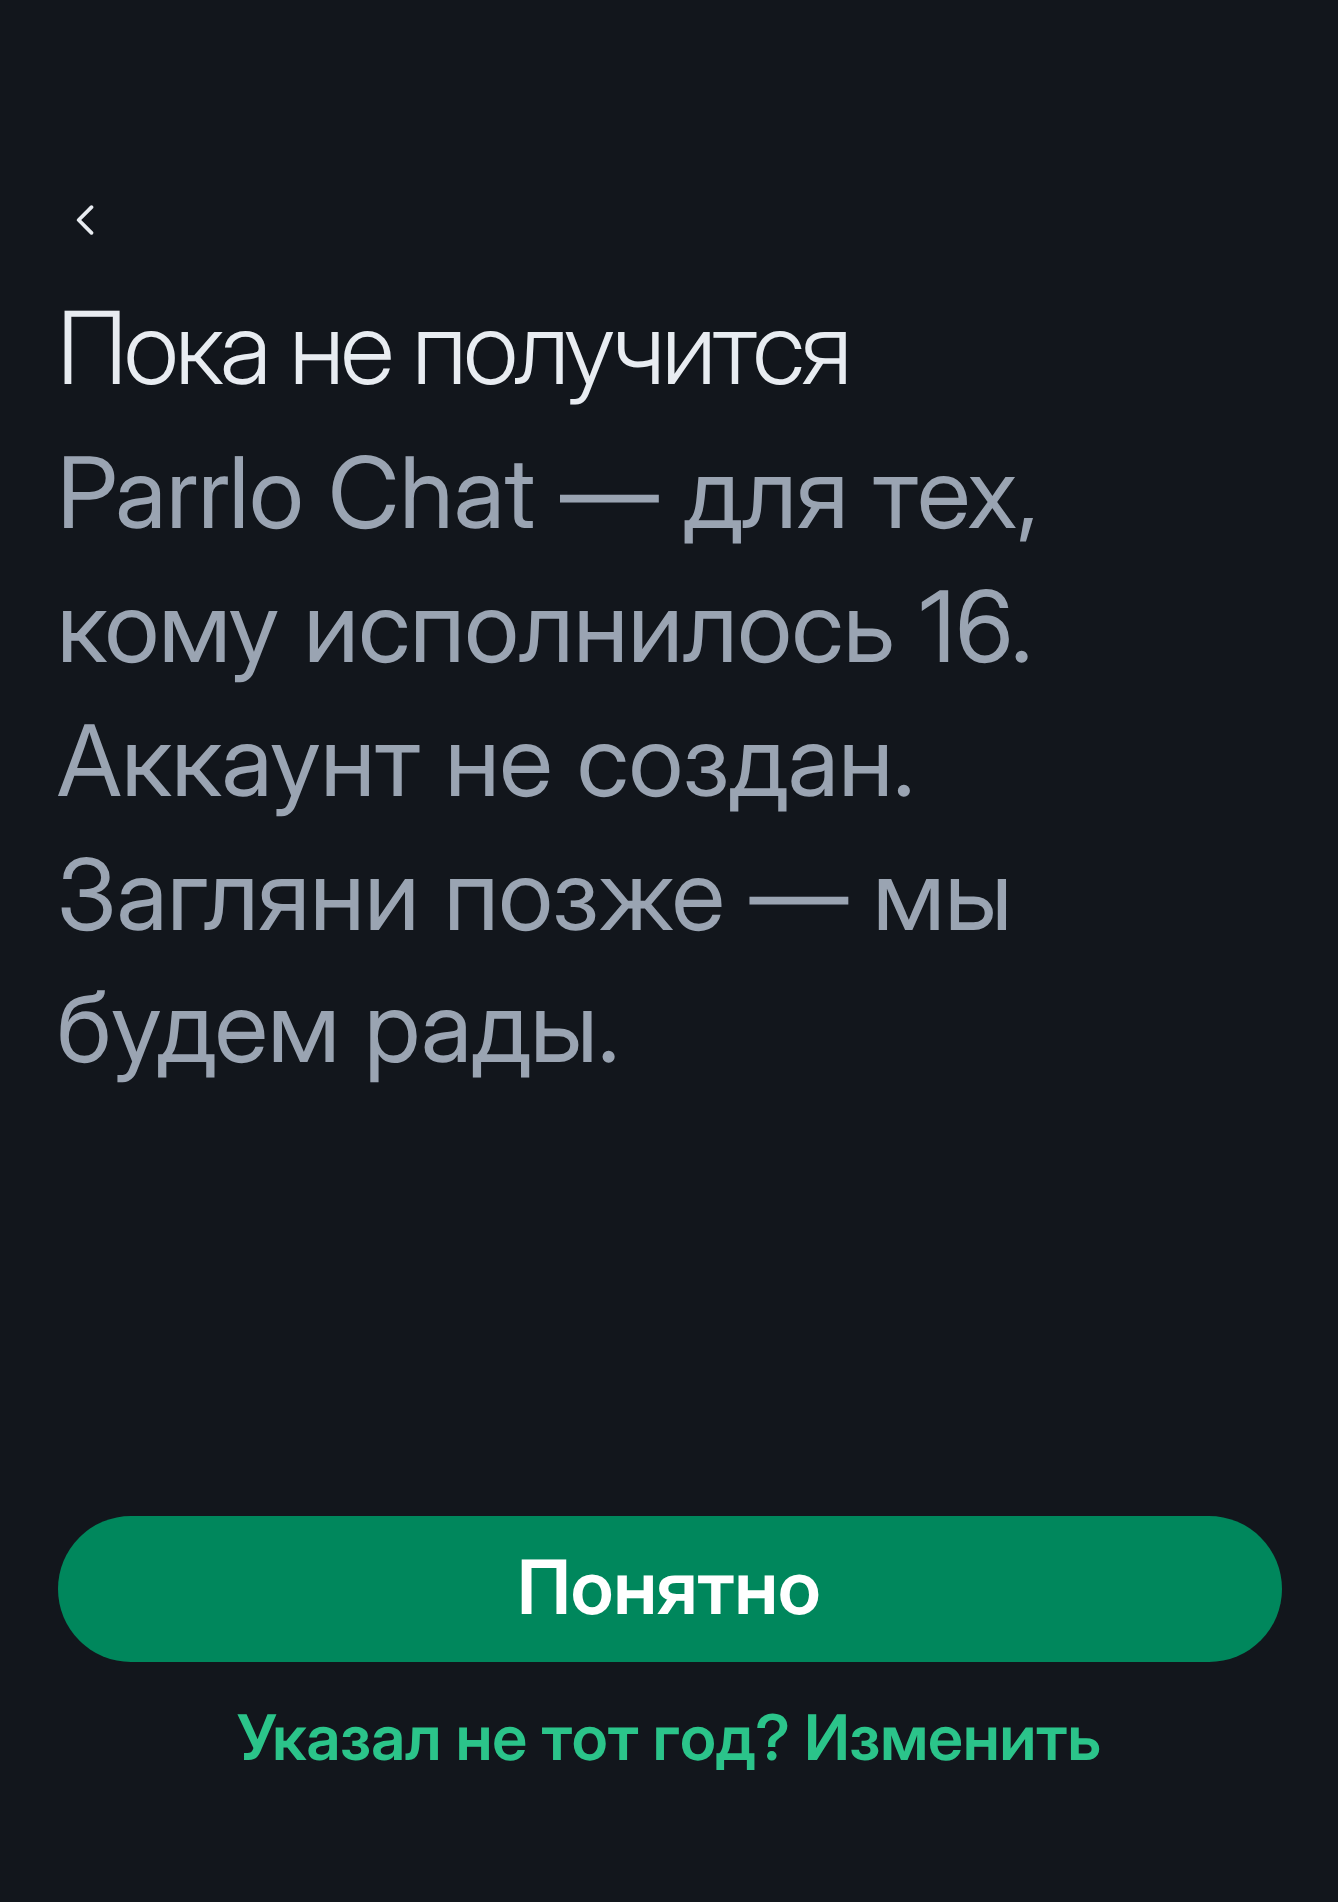 Пока не получится
Parrlo Chat — для тех,
кому исполнилось 16.
Аккаунт не создан.
Загляни позже — мы
будем рады.
Понятно
Указал не тот год? Изменить